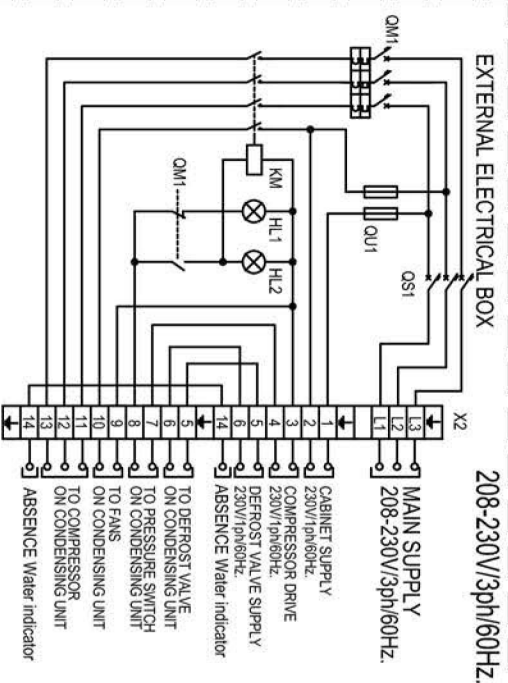 EXTERNAL ELECTRICAL BOX
208-230V/3ph/60Hz.
X2
L3
L2
L1
MAIN SUPPLY
208-230V/3ph/60Hz.
QS1
QM1
QU1
1
2
CABINET SUPPLY
230V/1ph/60Hz.
3
4
COMPRESSOR DRIVE
230V/1ph/60Hz.
5
6
DEFROST VALVE SUPPLY
230V/1ph/60Hz.
14
ABSENCE Water indicator
KM
HL1
HL2
QM1
5
6
TO DEFROST VALVE
ON CONDENSING UNIT
7
8
TO PRESSURE SWITCH
ON CONDENSING UNIT
9
10
TO FANS
ON CONDENSING UNIT
11
12
13
TO COMPRESSOR
ON CONDENSING UNIT
14
ABSENCE Water indicator